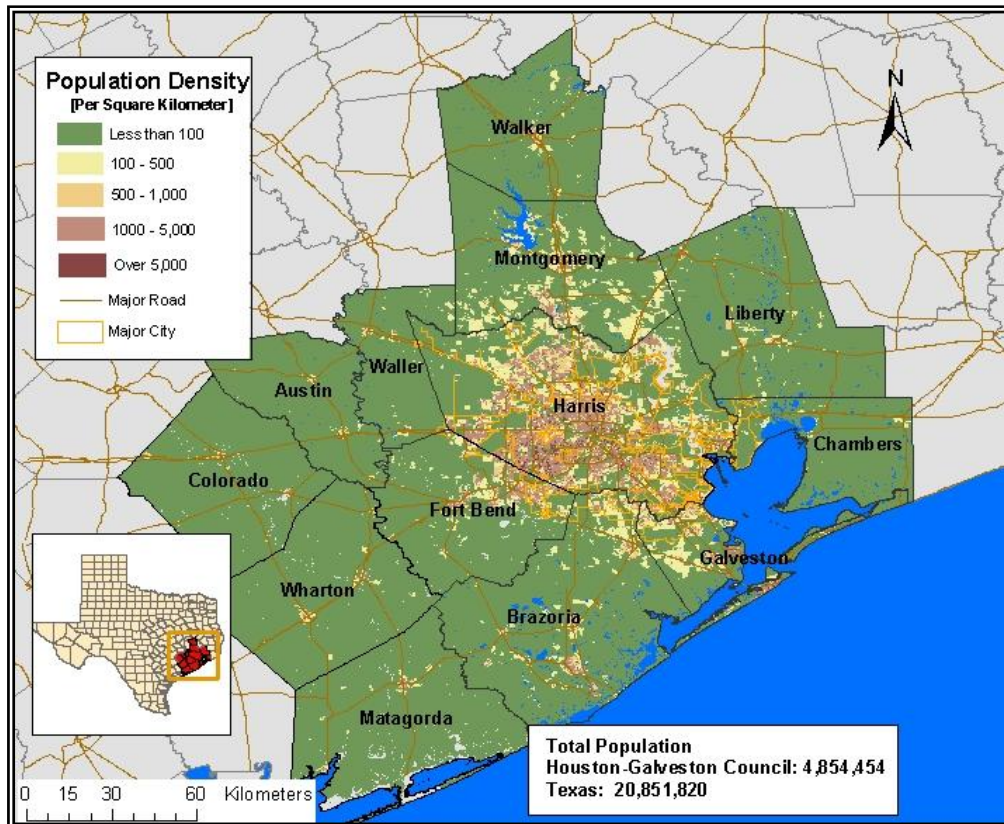 Population Density
[Per Square Kilometer]
Less than 100
100 - 500
500 - 1,000
1000 - 5,000
Over 5,000
Major Road
Major City
N
Walker
Montgomery
Liberty
Waller
Austin
Harris
Chambers
Colorado
Fort Bend
Galveston
Wharton
Brazoria
Matagorda
Total Population
Houston-Galveston Council: 4,854,454
Texas: 20,851,820
0 15 30 60 Kilometers